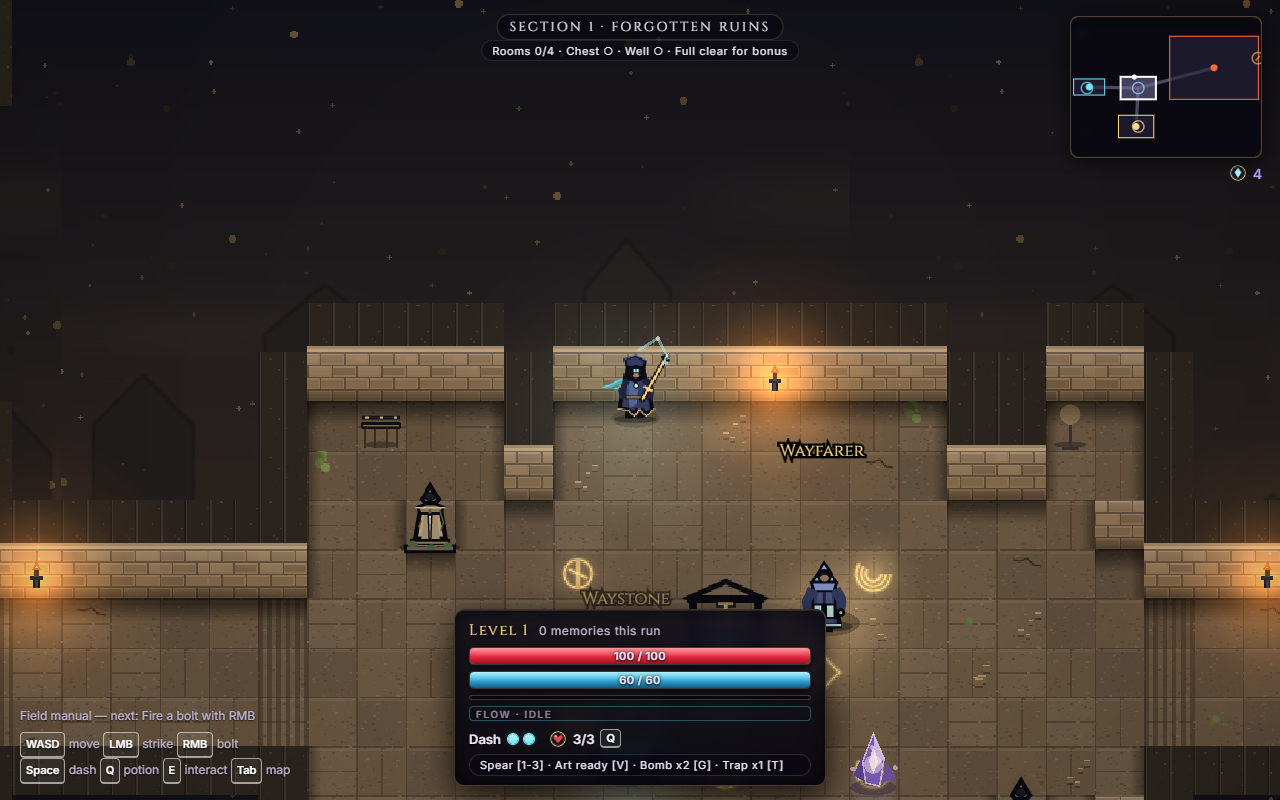 SECTION 1 · FORGOTTEN RUINS
Rooms 0/4 · Chest ○ · Well ○ · Full clear for bonus
4
WAYFARER
WAYSTONE
LEVEL 1 0 memories this run
100 / 100
60 / 60
FLOW · IDLE
Dash 3/3 Q
Spear [1-3] · Art ready [V] · Bomb x2 [G] · Trap x1 [T]
Field manual — next: Fire a bolt with RMB
WASD move LMB strike RMB bolt
Space dash Q potion E interact Tab map